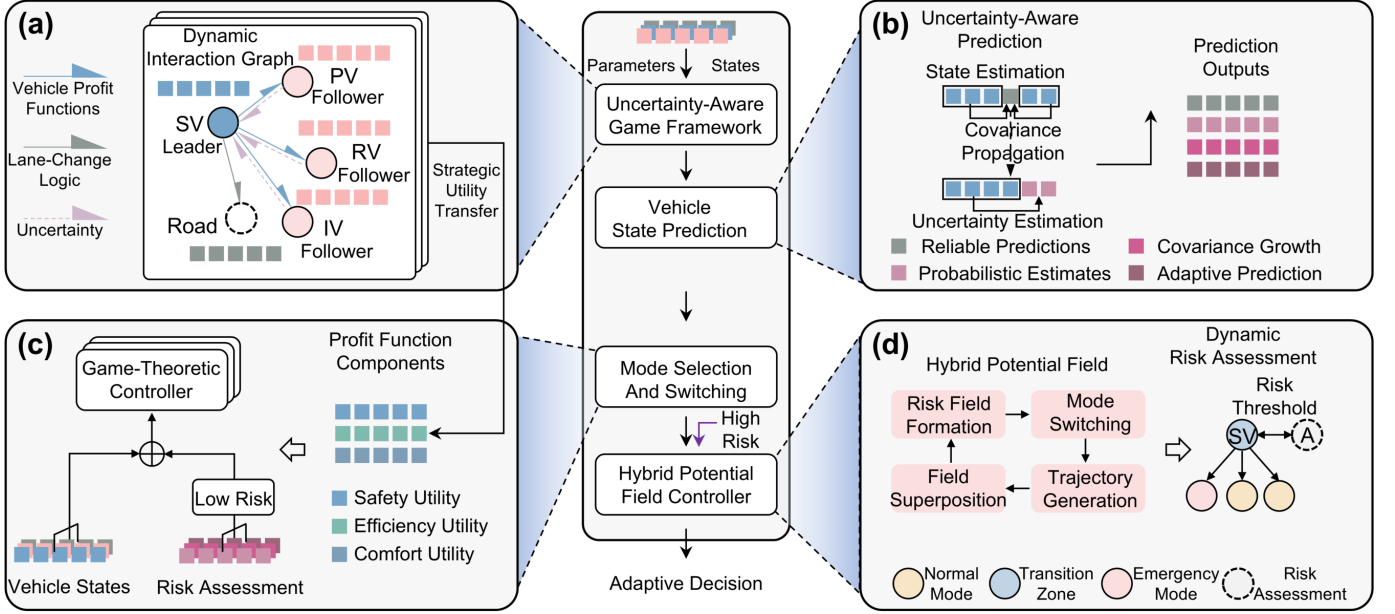 (a)
Dynamic
Interaction Graph
Vehicle Profit
Functions
Lane-Change
Logic
Uncertainty
SV
Leader
PV
Follower
RV
Follower
IV
Follower
Road
Strategic
Utility
Transfer
Parameters
States
Uncertainty-Aware
Game Framework
Vehicle
State Prediction
Mode Selection
And Switching
High
Risk
Hybrid Potential
Field Controller
Adaptive Decision
(b)
Uncertainty-Aware
Prediction
State Estimation
Covariance
Propagation
Uncertainty Estimation
Prediction
Outputs
Reliable Predictions
Covariance Growth
Probabilistic Estimates
Adaptive Prediction
(c)
Game-Theoretic
Controller
Low Risk
Vehicle States
Risk Assessment
Profit Function
Components
Safety Utility
Efficiency Utility
Comfort Utility
(d)
Hybrid Potential Field
Risk Field
Formation
Mode
Switching
Field
Superposition
Trajectory
Generation
Dynamic
Risk Assessment
Risk
Threshold
SV
A
Normal
Mode
Transition
Zone
Emergency
Mode
Risk
Assessment